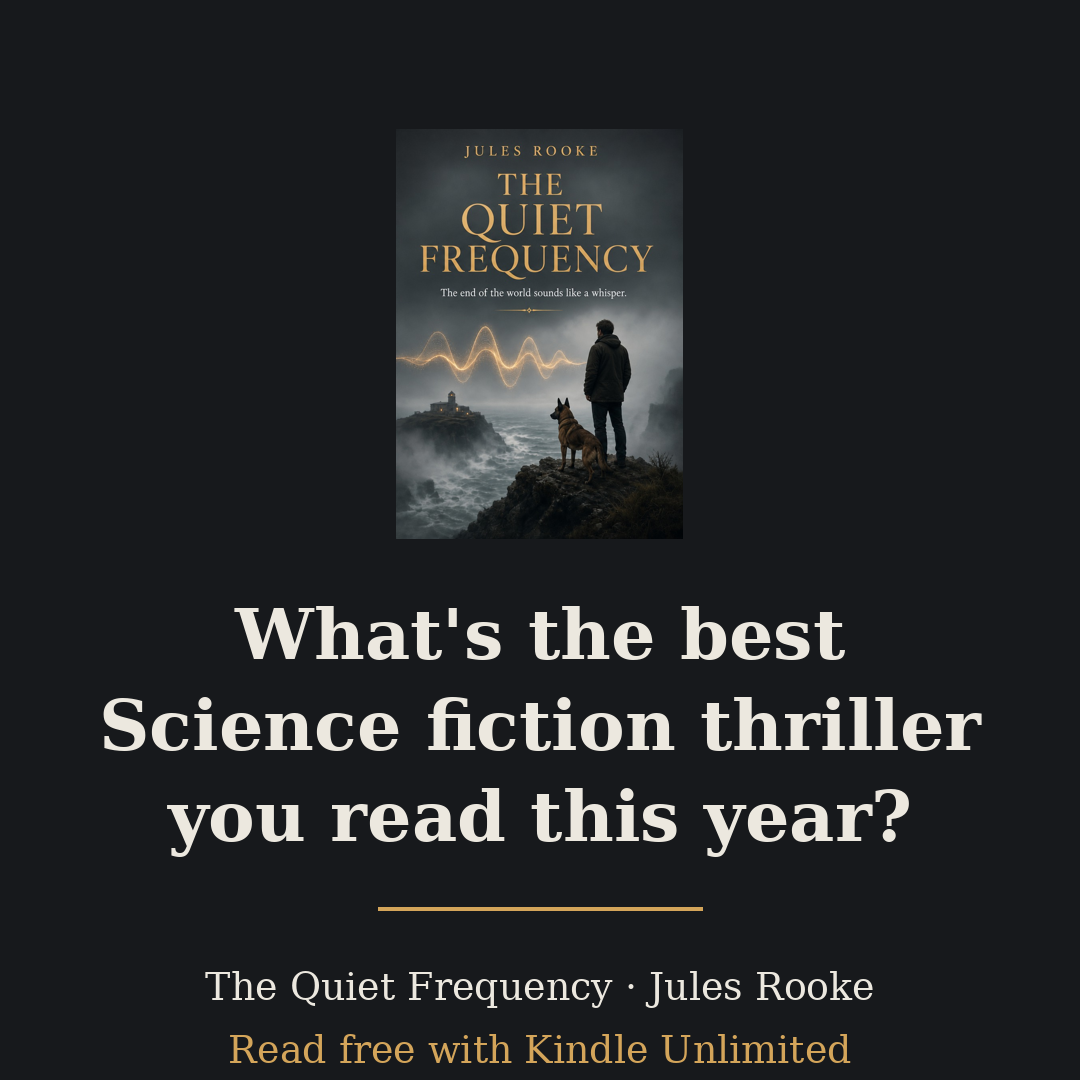 JULES ROOKE
THE
QUIET
FREQUENCY
The end of the world sounds like a whisper.
What's the best
Science fiction thriller
you read this year?
The Quiet Frequency · Jules Rooke
Read free with Kindle Unlimited